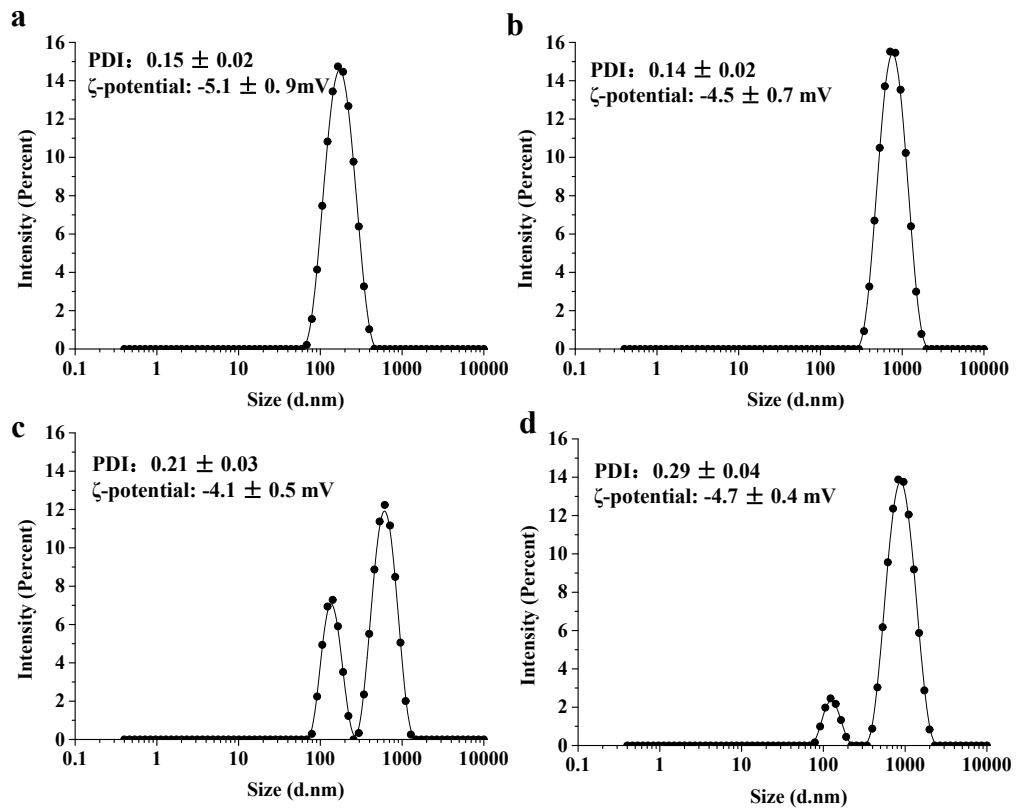 a
PDI： 0.15 ± 0.02
ζ-potential: -5.1 ± 0. 9mV
16
14
12
10
8
6
4
2
0
Intensity (Percent)
0.1 1 10 100 1000 10000
Size (d.nm)
b
PDI： 0.14 ± 0.02
ζ-potential: -4.5 ± 0.7 mV
16
14
12
10
8
6
4
2
0
Intensity (Percent)
0.1 1 10 100 1000 10000
Size (d.nm)
c
PDI： 0.21 ± 0.03
ζ-potential: -4.1 ± 0.5 mV
16
14
12
10
8
6
4
2
0
Intensity (Percent)
0.1 1 10 100 1000 10000
Size (d.nm)
d
PDI： 0.29 ± 0.04
ζ-potential: -4.7 ± 0.4 mV
16
14
12
10
8
6
4
2
0
Intensity (Percent)
0.1 1 10 100 1000 10000
Size (d.nm)